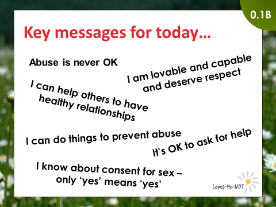 0.1B
Key messages for today...
Abuse is never OK
I am lovable and capable
and deserve respect
I can help others to have
healthy relationships
I can do things to prevent abuse
It's OK to ask for help
I know about consent for sex –
only 'yes' means 'yes'
Loves-Me-NOT